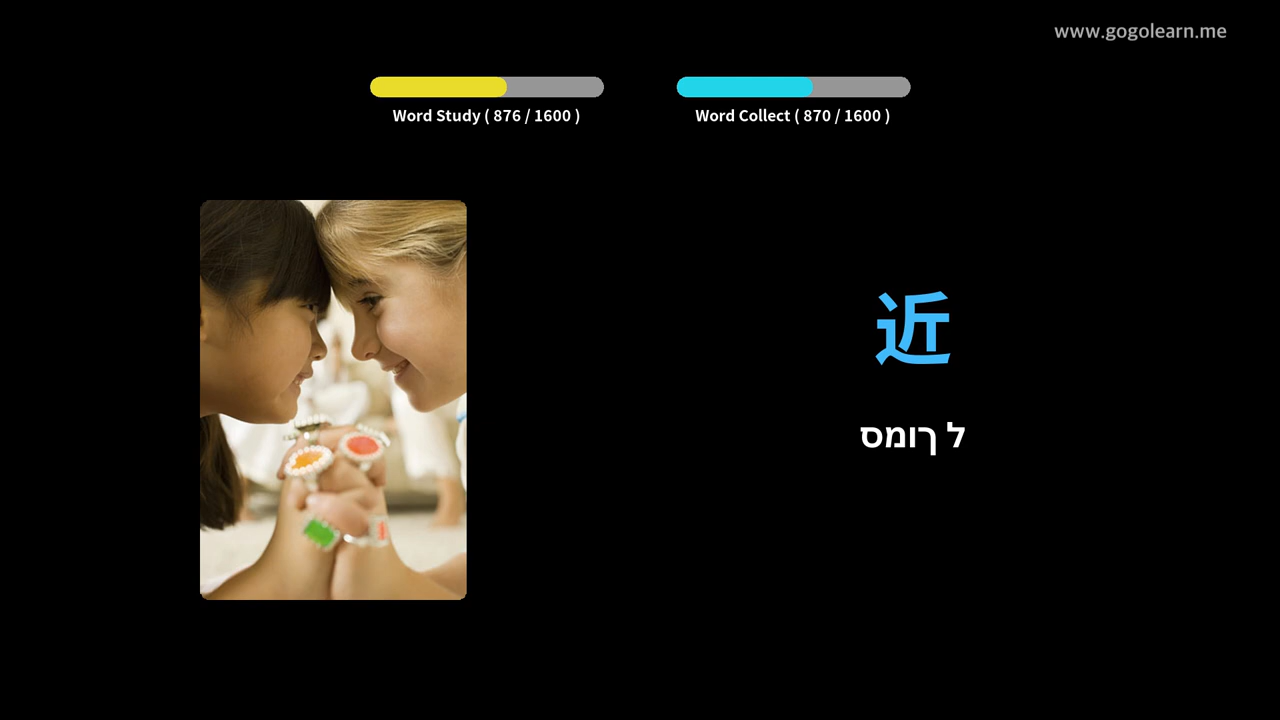 www.gogolearn.me
Word Study ( 876 / 1600 )
Word Collect ( 870 / 1600 )
近
ל ךומס